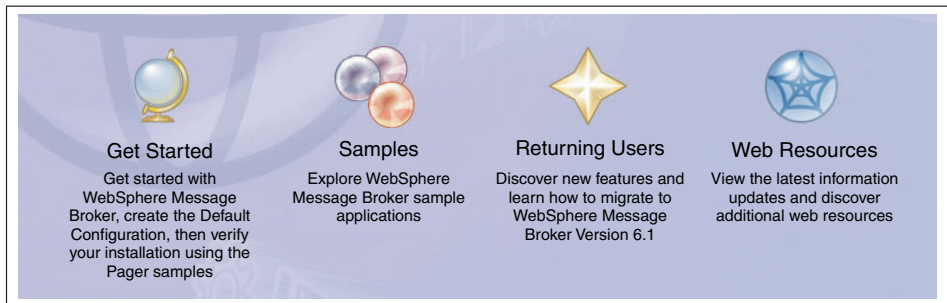 Get Started
Get started with
WebSphere Message
Broker, create the Default
Configuration, then verify
your installation using the
Pager samples
Samples
Explore WebSphere
Message Broker sample
applications
Returning Users
Discover new features and
learn how to migrate to
WebSphere Message
Broker Version 6.1
Web Resources
View the latest information
updates and discover
additional web resources